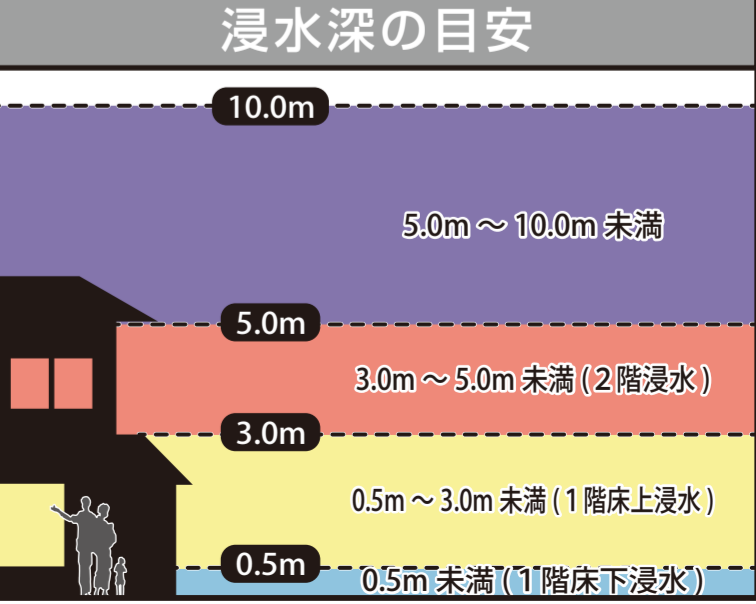 浸水深の目安
10.0m
5.0m ～ 10.0m 未満
5.0m
3.0m ～ 5.0m 未満 ( 2 階浸水 )
3.0m
0.5m ～ 3.0m 未満 ( 1 階床上浸水 )
0.5m
0.5m 未満 ( 1 階床下浸水 )